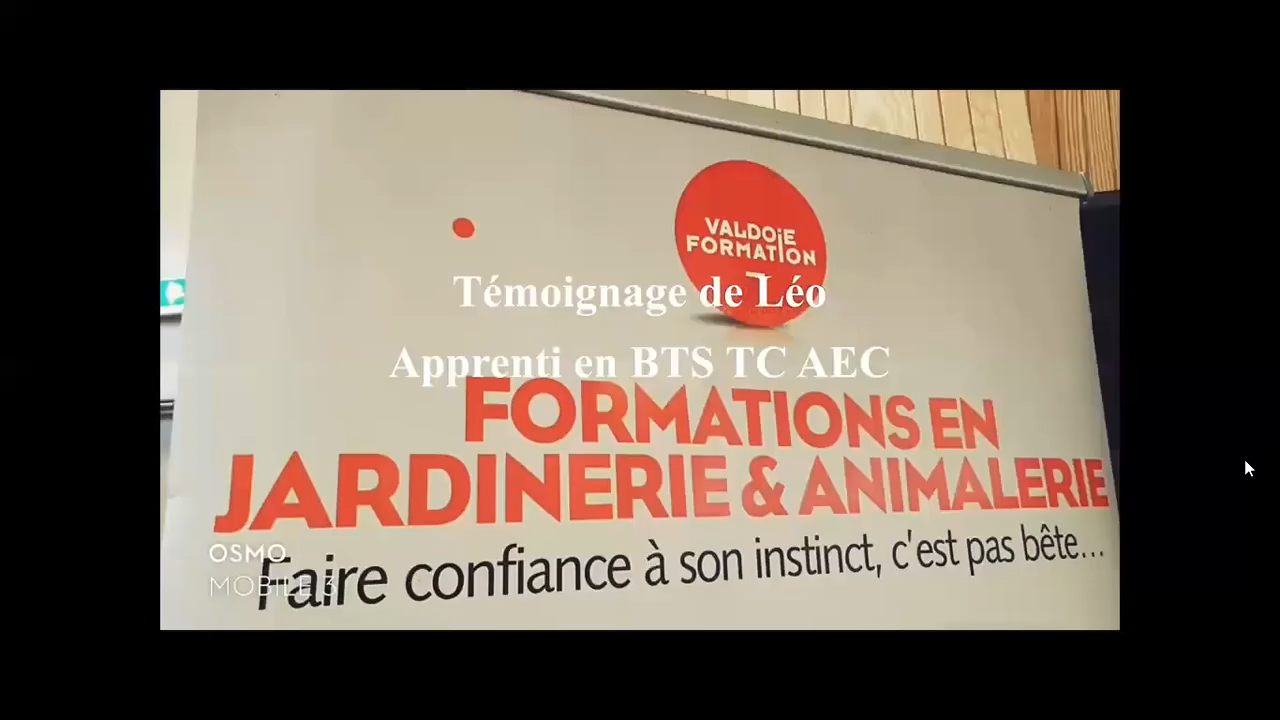 VALDOIE
FORMATION
Témoignage de Léo
Apprenti en BTS TC AEC
FORMATIONS EN
JARDINERIE & ANIMALERIE
Faire confiance à son instinct, c'est pas bête...
OSMO
MOBILE 3